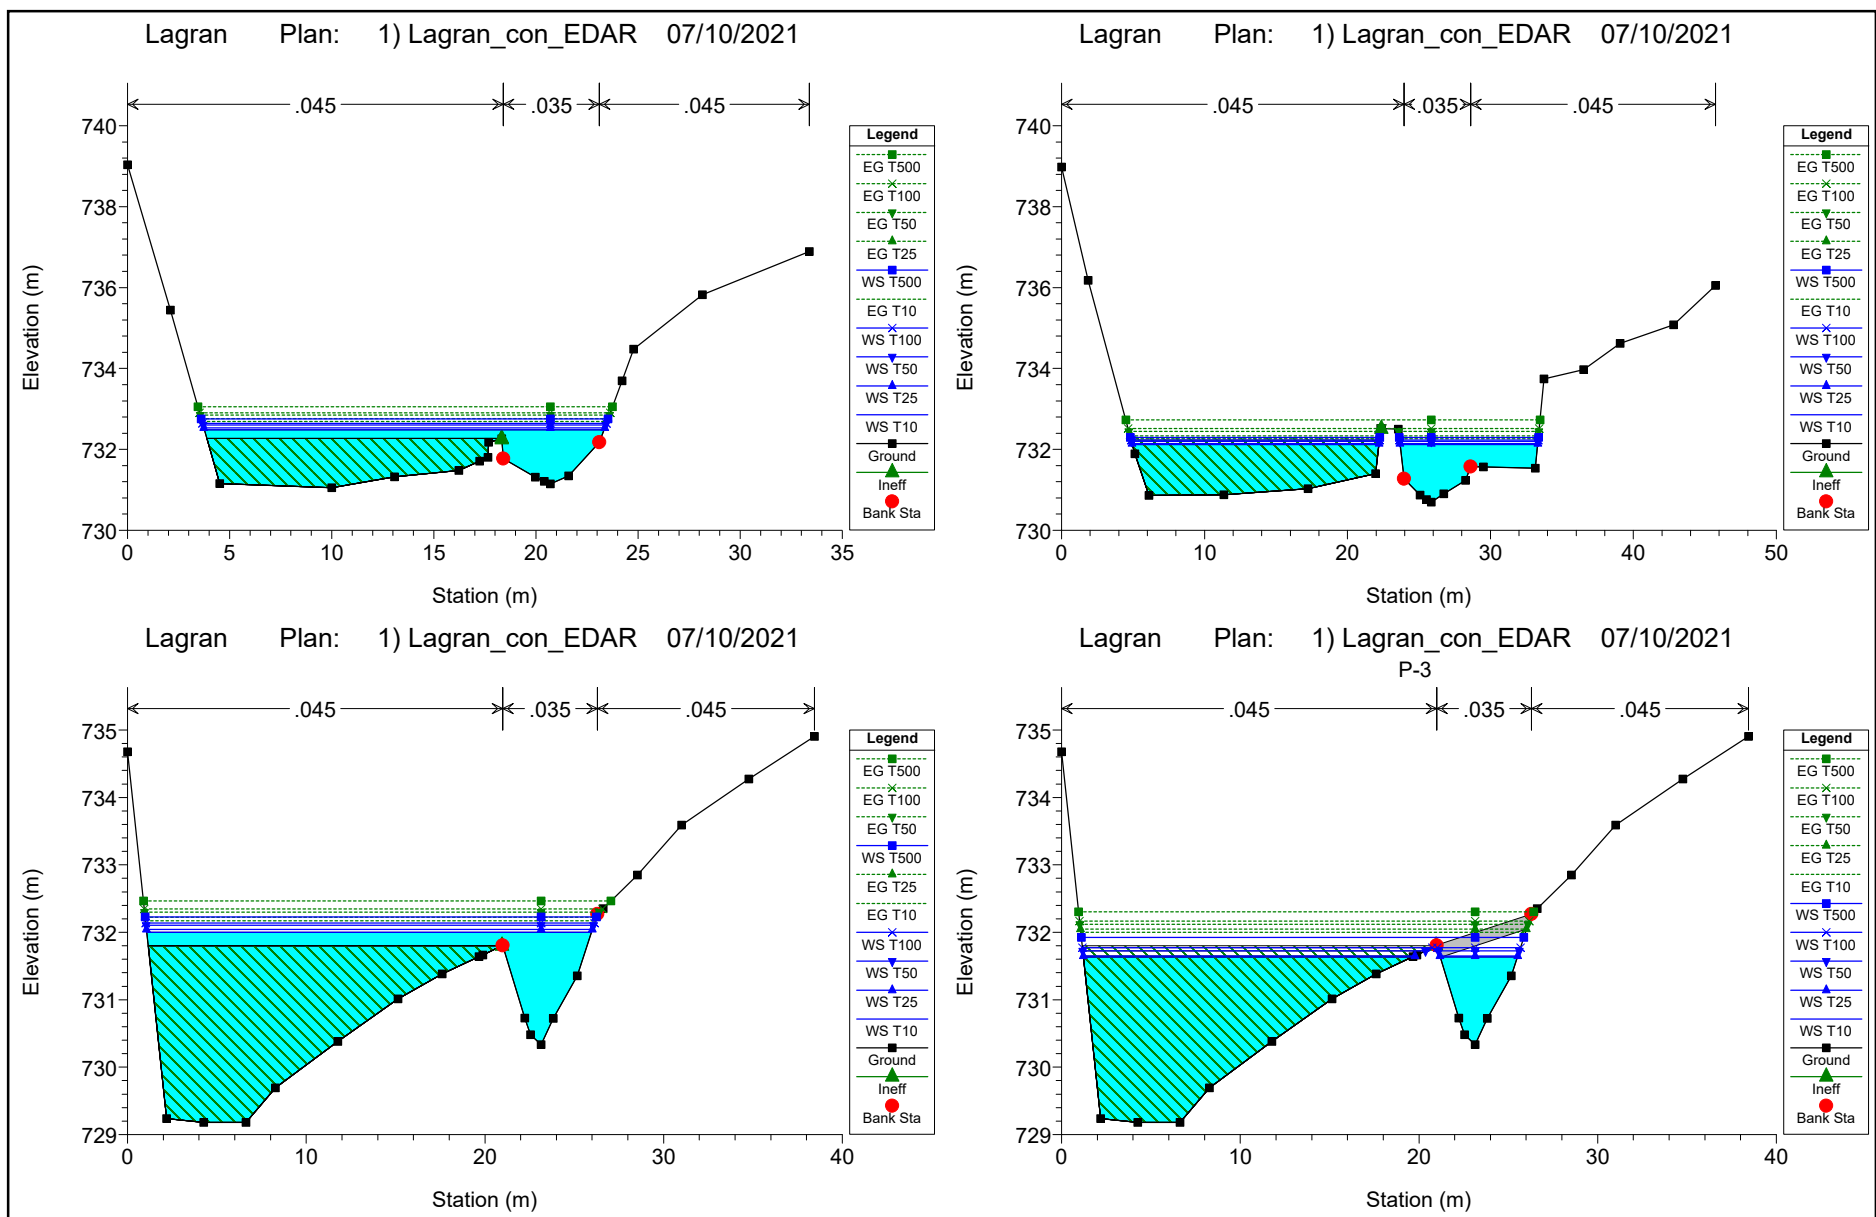 Lagran Plan: 1) Lagran_con_EDAR 07/10/2021
.045 .035 .045
Elevation (m)
740
738
736
734
732
730
0 5 10 15 20 25 30 35
Station (m)
Legend
EG T500
EG T100
EG T50
EG T25
WS T500
EG T10
WS T100
WS T50
WS T25
WS T10
Ground
Ineff
Bank Sta
Lagran Plan: 1) Lagran_con_EDAR 07/10/2021
.045 .035 .045
Elevation (m)
740
738
736
734
732
730
0 10 20 30 40 50
Station (m)
Legend
EG T500
EG T100
EG T50
EG T25
WS T500
EG T10
WS T100
WS T50
WS T25
WS T10
Ground
Ineff
Bank Sta
Lagran Plan: 1) Lagran_con_EDAR 07/10/2021
.045 .035 .045
Elevation (m)
735
734
733
732
731
730
729
0 10 20 30 40
Station (m)
Legend
EG T500
EG T100
EG T50
WS T500
EG T25
EG T10
WS T100
WS T50
WS T25
WS T10
Ground
Ineff
Bank Sta
Lagran Plan: 1) Lagran_con_EDAR 07/10/2021
P-3
.045 .035 .045
Elevation (m)
735
734
733
732
731
730
729
0 10 20 30 40
Station (m)
Legend
EG T500
EG T100
EG T50
EG T25
EG T10
WS T500
WS T100
WS T50
WS T25
WS T10
Ground
Ineff
Bank Sta